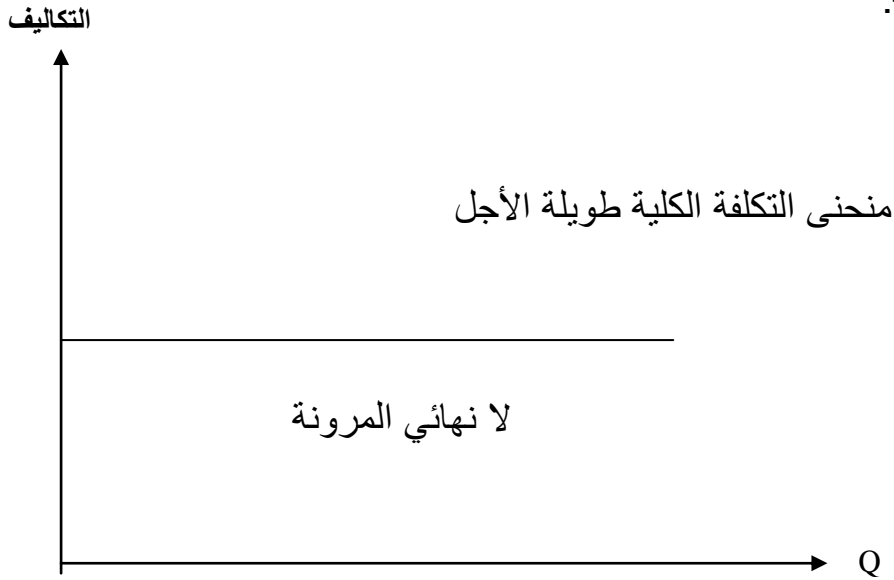 .
التكاليف
منحنى التكلفة الكلية طويلة الأجل
لا نهائي المرونة
Q